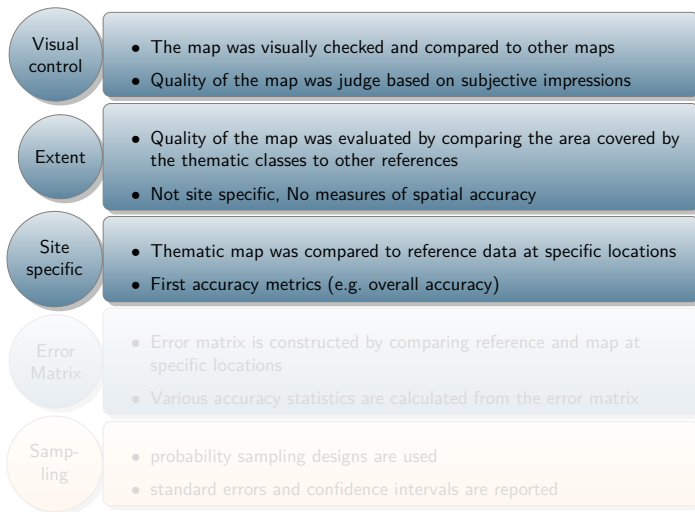 Visual
control
• The map was visually checked and compared to other maps
• Quality of the map was judge based on subjective impressions
Extent
• Quality of the map was evaluated by comparing the area covered by
the thematic classes to other references
• Not site specific, No measures of spatial accuracy
Site
specific
• Thematic map was compared to reference data at specific locations
• First accuracy metrics (e.g. overall accuracy)
Error
Matrix
• Error matrix is constructed by comparing reference and map at
specific locations
• Various accuracy statistics are calculated from the error matrix
Samp-
ling
• probability sampling designs are used
• standard errors and confidence intervals are reported